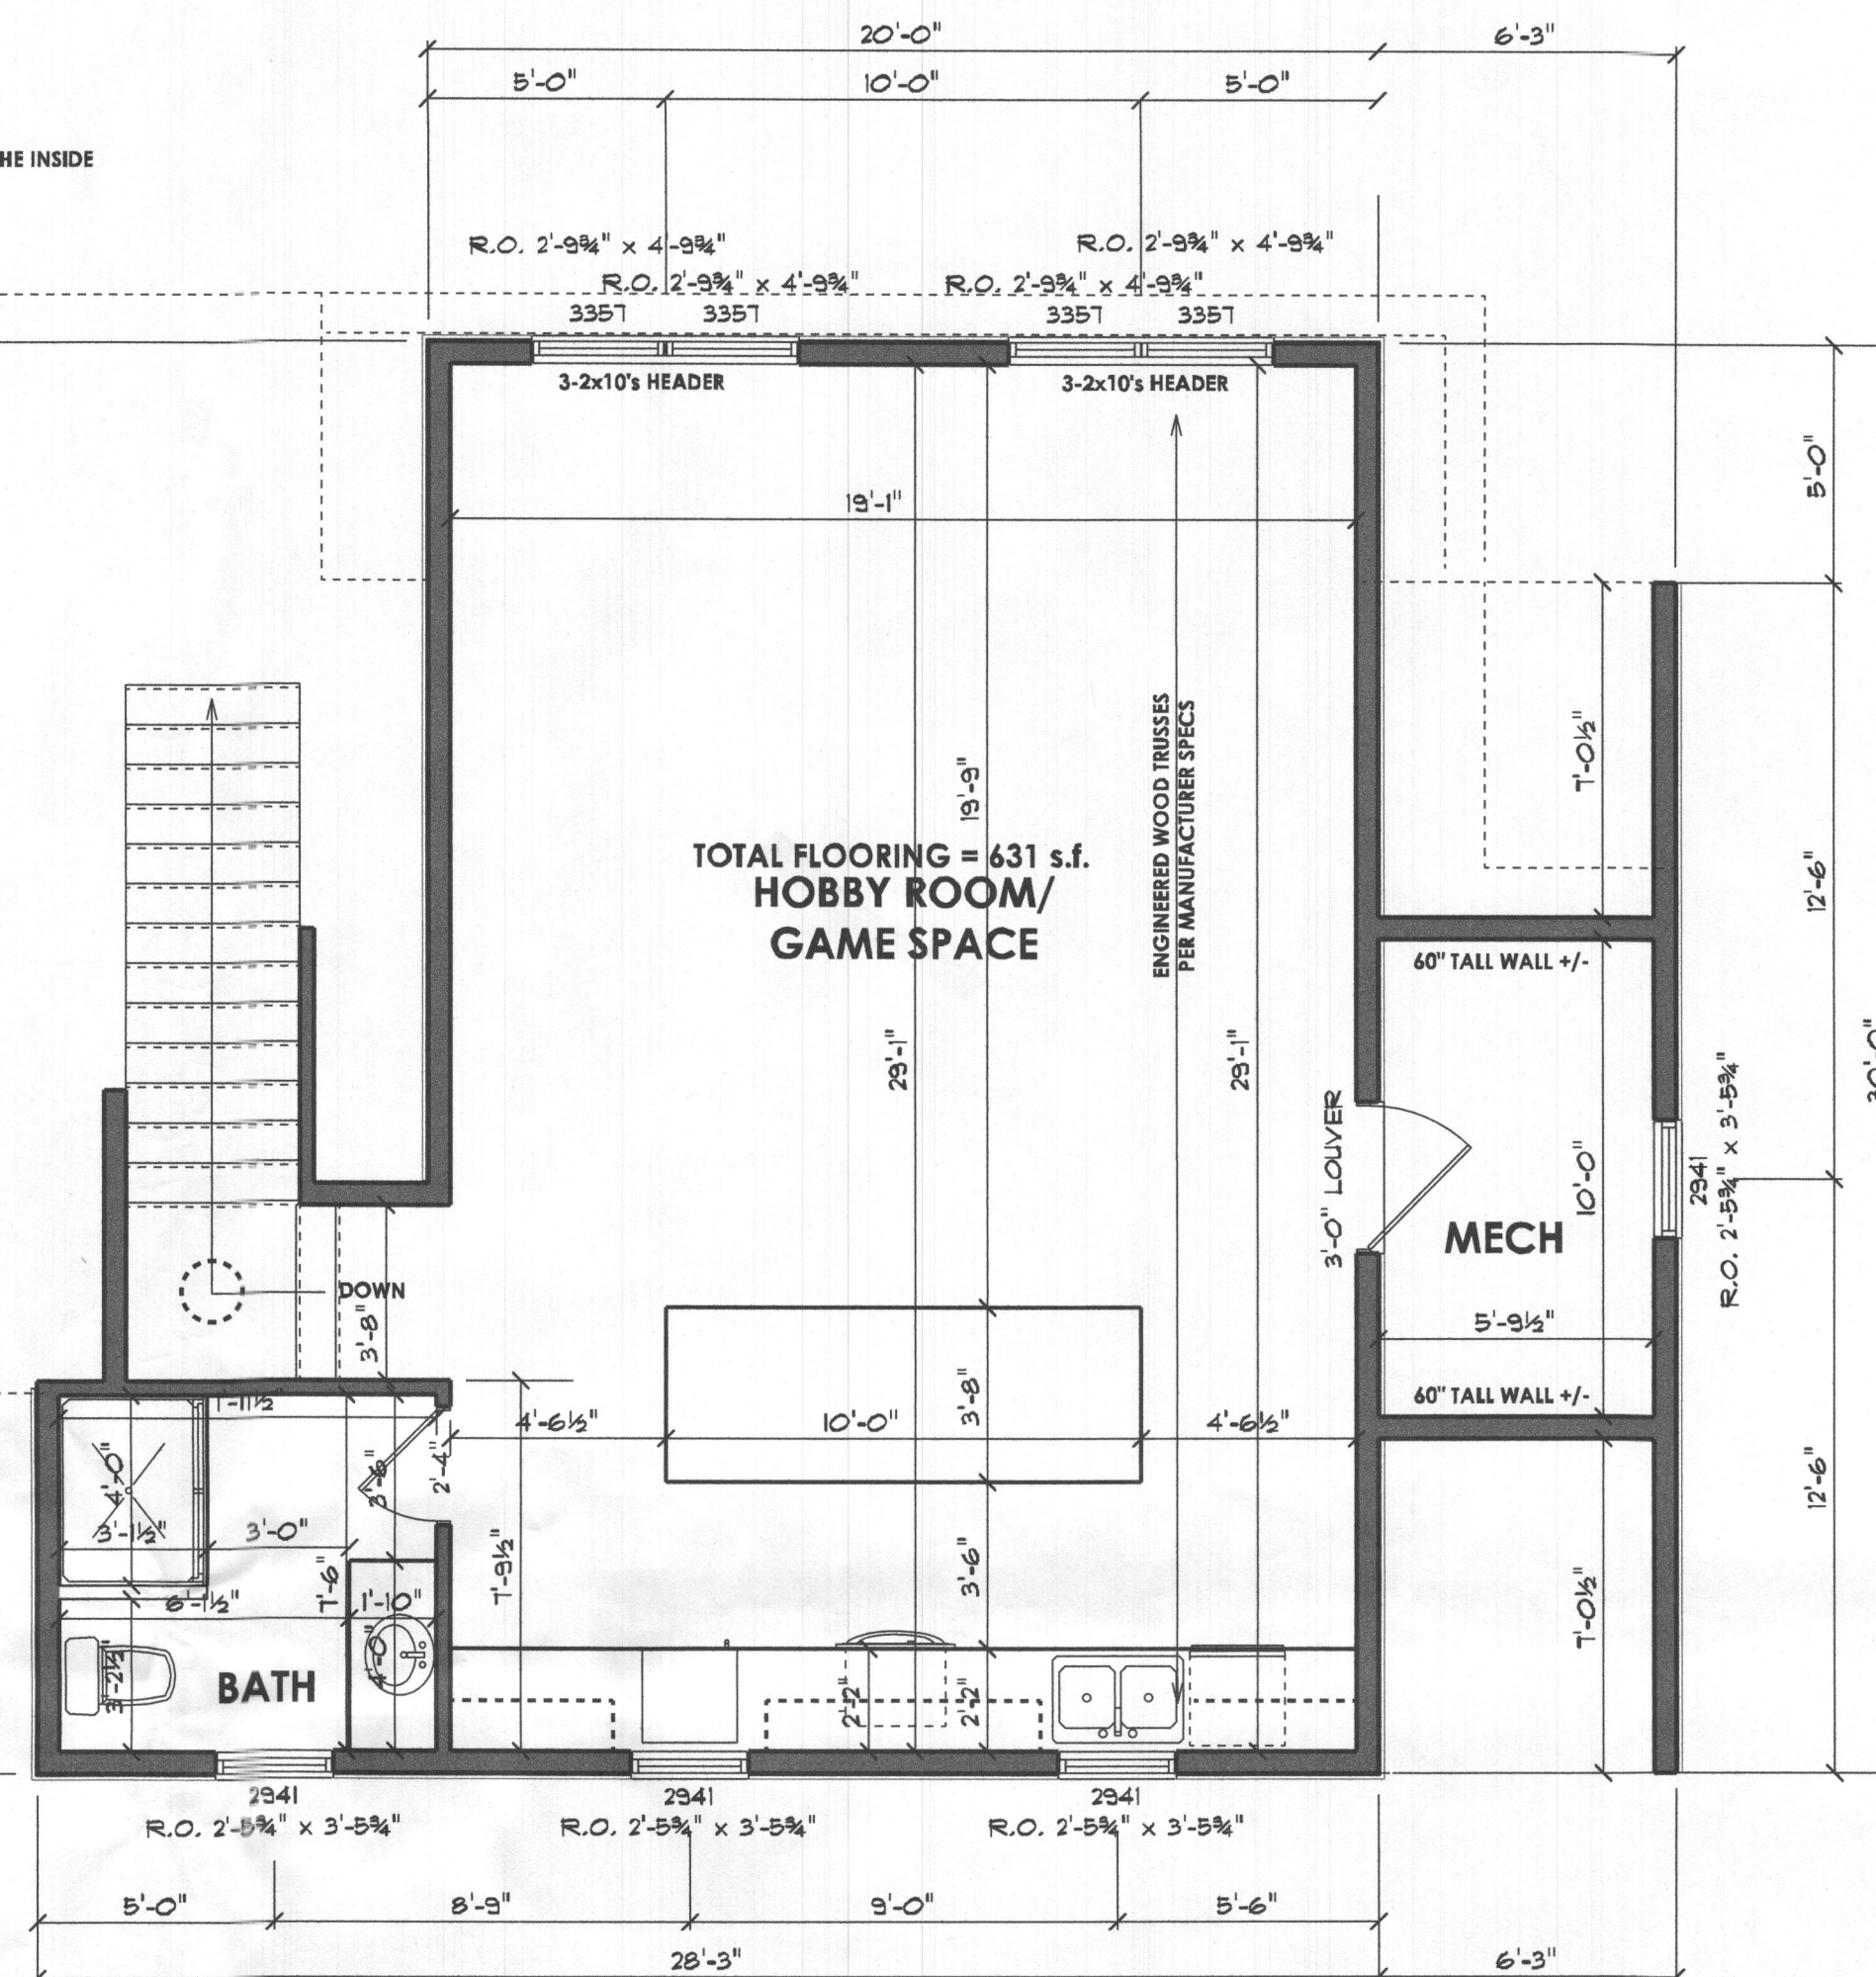 20'-0"
6'-3"
5'-0"
10'-0"
5'-0"
HE INSIDE
R.O. 2'-9¾" x 4'-9¾"
R.O. 2'-9¾" x 4'-9¾"
R.O. 2'-9¾" x 4'-9¾"
R.O. 2'-9¾" x 4'-9¾"
3357
3357
3357
3357
3-2x10's HEADER
3-2x10's HEADER
5'-0"
19'-1"
ENGINEERED WOOD TRUSSES
PER MANUFACTURER SPECS
7'-0½"
19'-9"
TOTAL FLOORING = 631 s.f.
HOBBY ROOM/
GAME SPACE
12'-6"
60" TALL WALL +/-
29'-1"
29'-1"
30'-0"
3'-0" LOUVER
10'-0"
2941
R.O. 2'-5¾" x 3'-5¾"
MECH
DOWN
3'-8"
5'-9½"
60" TALL WALL +/-
7'-11½"
4'-6½"
10'-0"
3'-8"
4'-6½"
4'-0"
3'-6"
2'-4"
12'-6"
3'-1½"
3'-0"
7'-9½"
3'-6"
7'-6"
6'-1½"
1'-10"
7'-0½"
4'-0"
3'-2½"
BATH
2'-2"
2'-2"
2941
2941
2941
R.O. 2'-5¾" x 3'-5¾"
R.O. 2'-5¾" x 3'-5¾"
R.O. 2'-5¾" x 3'-5¾"
5'-0"
8'-9"
9'-0"
5'-6"
28'-3"
6'-3"